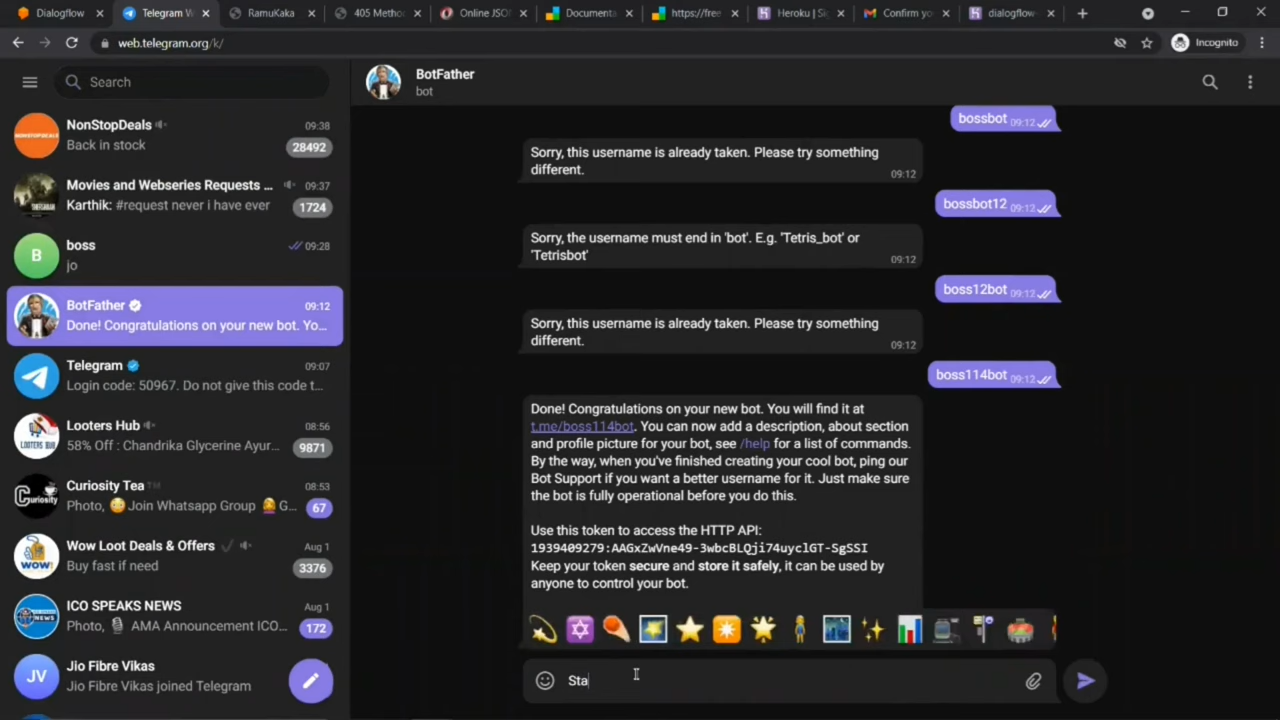 Dialogflow
Telegram W
RamuKaka
405 Metho
Online JSO
Documenta
https://free
Heroku | Si
Confirm yo
dialogflow-
web.telegram.org/k/
Incognito
Search
BotFather
bot
NonStopDeals 09:38
Back in stock 28492
Movies and Webseries Requests ... 09:37
Karthik: #request never i have ever 1724
B boss 09:28
jo
BotFather 09:12
Done! Congratulations on your new bot. Yo...
Telegram 09:07
Login code: 50967. Do not give this code t...
Looters Hub 08:56
58% Off : Chandrika Glycerine Ayur... 9871
Curiosity Tea™ 08:53
Photo, 😳Join Whatsapp Group 🙎G... 67
Wow Loot Deals & Offers Aug 1
Buy fast if need 3376
ICO SPEAKS NEWS Aug 1
Photo, 🎙 AMA Announcement ICO... 172
JV Jio Fibre Vikas
Jio Fibre Vikas joined Telegram
bossbot 09:12
Sorry, this username is already taken. Please try something
different. 09:12
bossbot12 09:12
Sorry, the username must end in 'bot'. E.g. 'Tetris_bot' or
'Tetrisbot' 09:12
boss12bot 09:12
Sorry, this username is already taken. Please try something
different. 09:12
boss114bot 09:12
Done! Congratulations on your new bot. You will find it at
t.me/boss114bot. You can now add a description, about section
and profile picture for your bot, see /help for a list of commands.
By the way, when you've finished creating your cool bot, ping our
Bot Support if you want a better username for it. Just make sure
the bot is fully operational before you do this.
Use this token to access the HTTP API:
1939409279:AAGxZwVne49-3wbcBLQji74uyclGT-SgSSI
Keep your token secure and store it safely, it can be used by
anyone to control your bot.
Sta